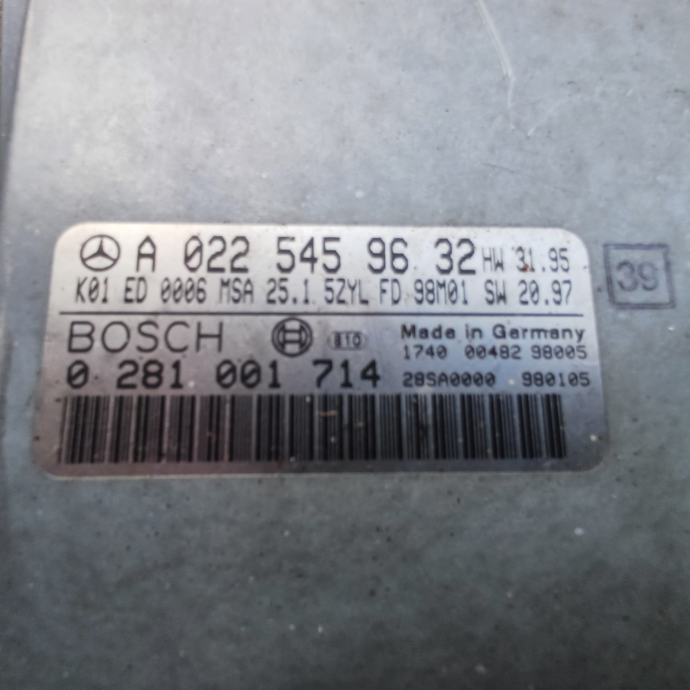 A 022 545 96 32 HW 31.95
K01 ED 0006 MSA 25.1 5ZYL FD 98M01 SW 20.97
BOSCH
810
Made in Germany
1740 00482 98005
0 281 001 714
28SA0000 980105
39